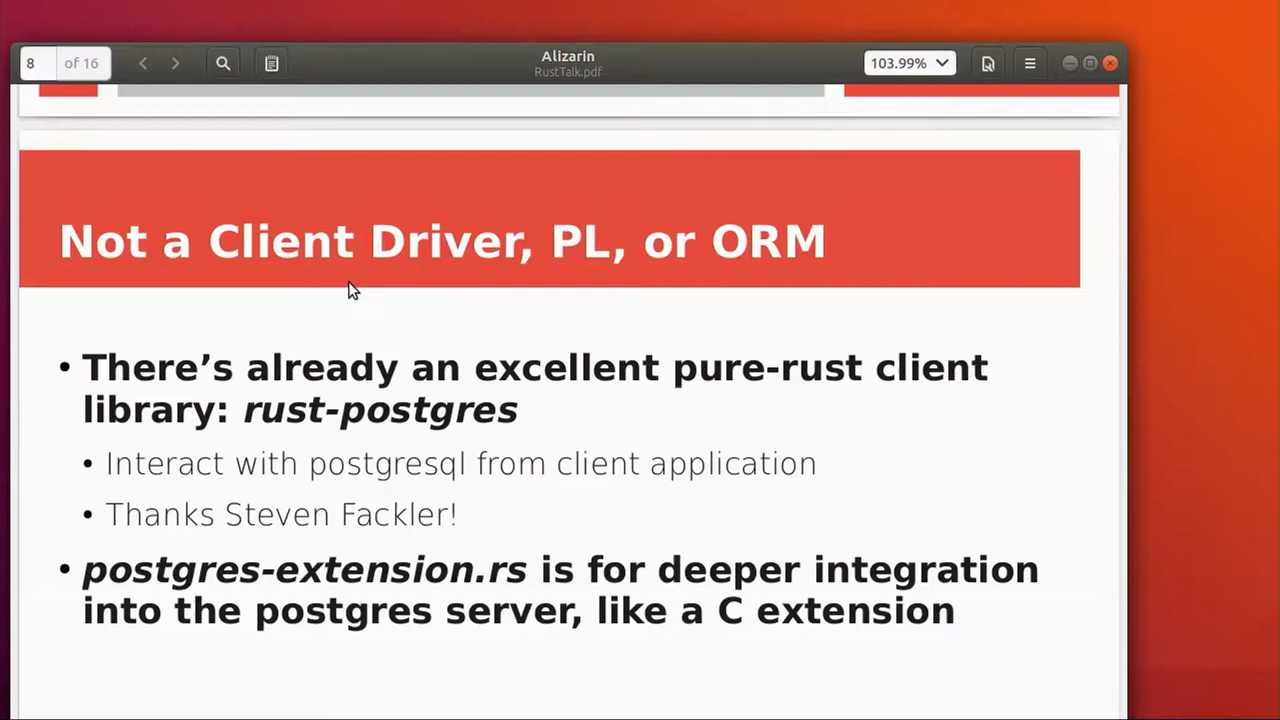 8 of 16
Alizarin
RustTalk.pdf
103.99%
Not a Client Driver, PL, or ORM
• There’s already an excellent pure-rust client
library: rust-postgres
• Interact with postgresql from client application
• Thanks Steven Fackler!
• postgres-extension.rs is for deeper integration
into the postgres server, like a C extension